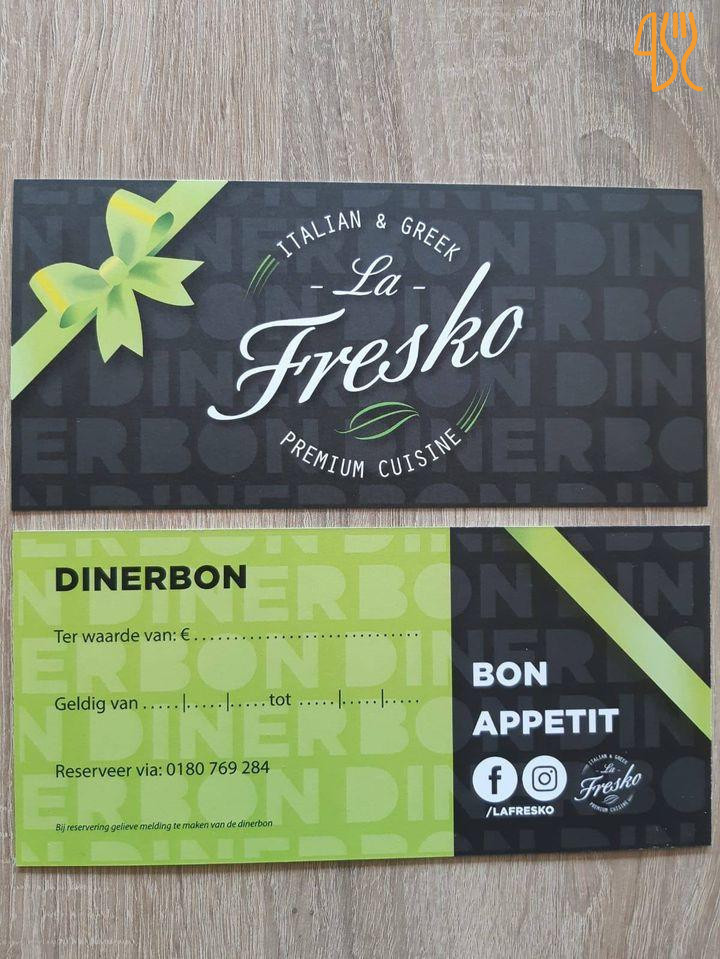 ITALIAN & GREEK
- La -
Fresko
PREMIUM CUISINE
DINERBON
Ter waarde van: € .............................
Geldig van .....|.....|..... tot .....|.....|.....
Reserveer via: 0180 769 284
Bij reservering gelieve melding te maken van de dinerbon
BON
APPETIT
/LAFRESKO
ITALIAN & GREEK
- La -
Fresko
PREMIUM CUISINE